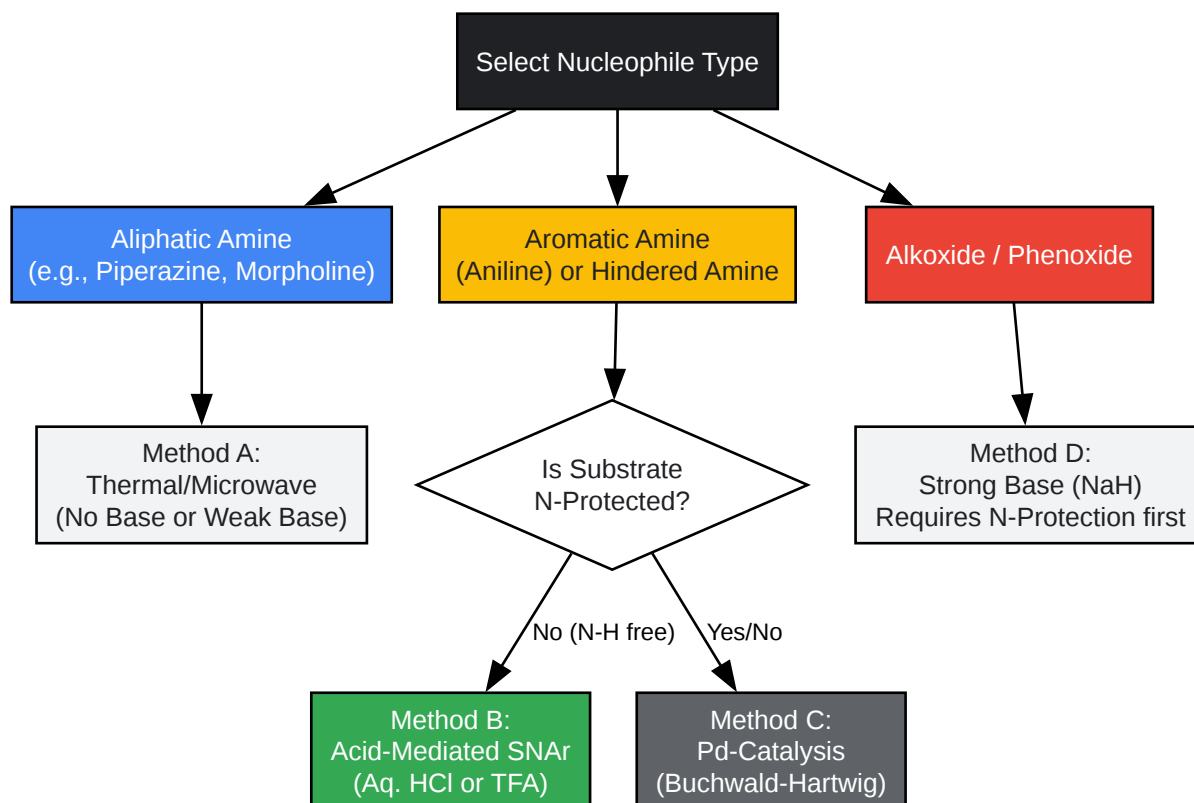 Select Nucleophile Type
Aliphatic Amine
(e.g., Piperazine, Morpholine)
Aromatic Amine
(Aniline) or Hindered Amine
Alkoxide / Phenoxide
Method A:
Thermal/Microwave
(No Base or Weak Base)
Is Substrate
N-Protected?
Method D:
Strong Base (NaH)
Requires N-Protection first
No (N-H free)
Yes/No
Method B:
Acid-Mediated SNAr
(Aq. HCl or TFA)
Method C:
Pd-Catalysis
(Buchwald-Hartwig)